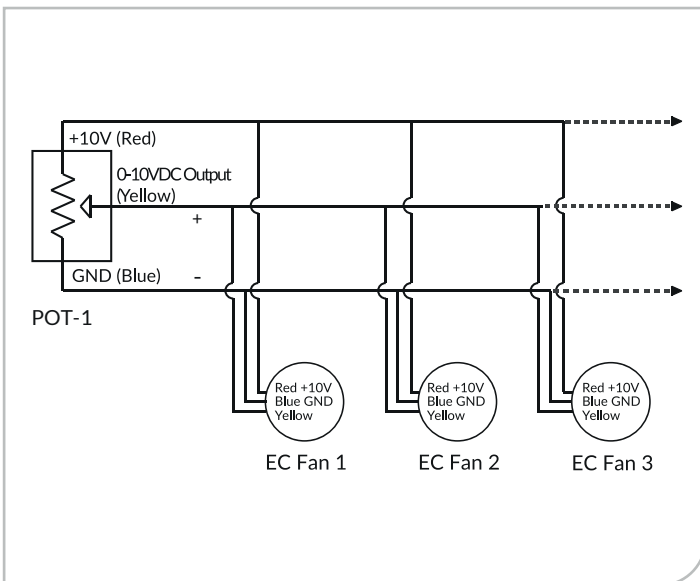 +10V (Red)
0-10VDC Output
(Yellow)
+
GND (Blue) -
POT-1
Red +10V
Blue GND
Yellow
EC Fan 1
Red +10V
Blue GND
Yellow
EC Fan 2
Red +10V
Blue GND
Yellow
EC Fan 3